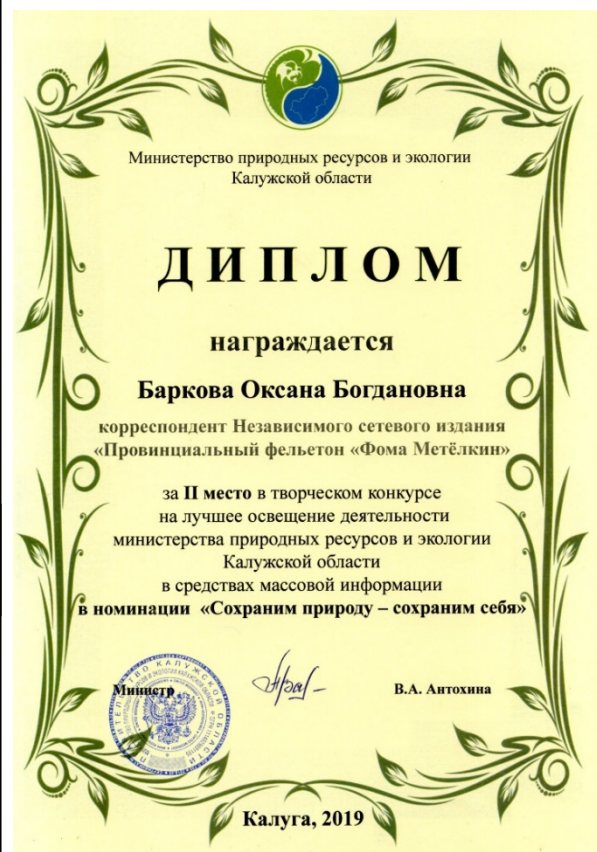 Министерство природных ресурсов и экологии
Калужской области
ДИПЛОМ
награждается
Баркова Оксана Богдановна
корреспондент Независимого сетевого издания
«Провинциальный фельетон «Фома Метёлкин»
за II место в творческом конкурсе
на лучшее освещение деятельности
министерства природных ресурсов и экологии
Калужской области
в средствах массовой информации
в номинации «Сохраним природу – сохраним себя»
Министр
В.А. Антохина
Калуга, 2019